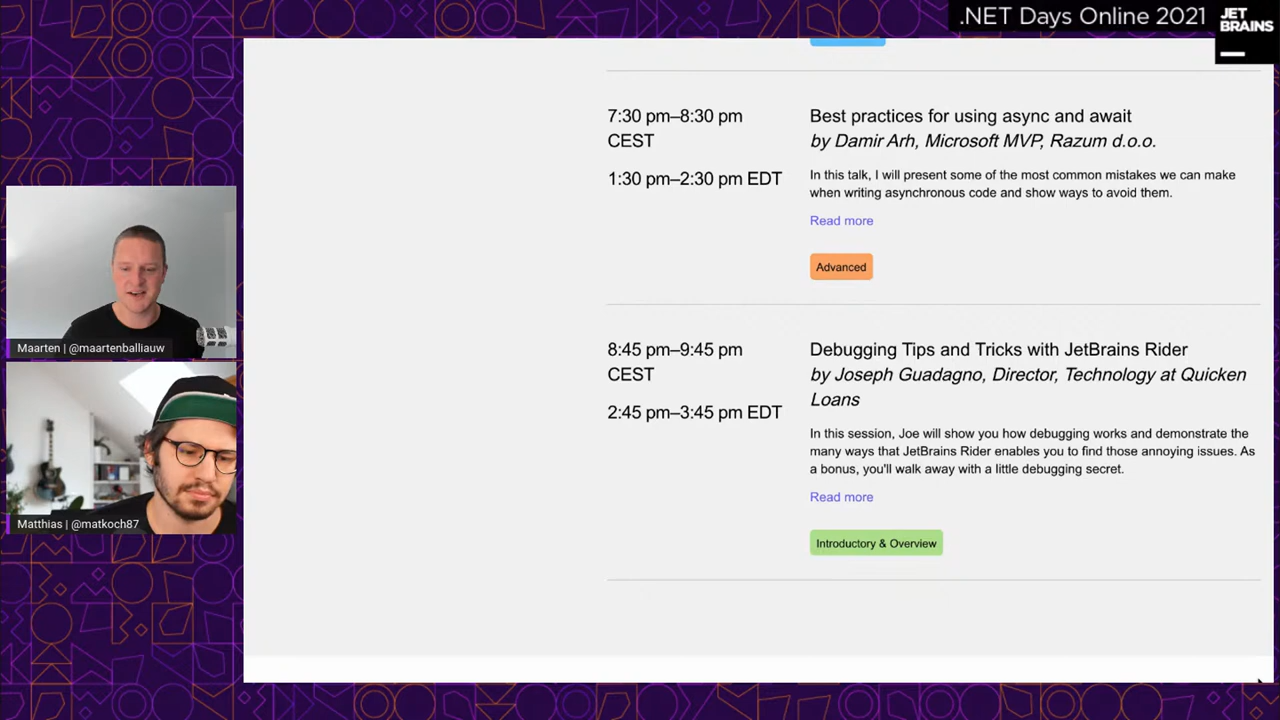 .NET Days Online 2021
JET
BRAINS
7:30 pm–8:30 pm
CEST
1:30 pm–2:30 pm EDT
Best practices for using async and await
by Damir Arh, Microsoft MVP, Razum d.o.o.
In this talk, I will present some of the most common mistakes we can make
when writing asynchronous code and show ways to avoid them.
Read more
Advanced
8:45 pm–9:45 pm
CEST
2:45 pm–3:45 pm EDT
Debugging Tips and Tricks with JetBrains Rider
by Joseph Guadagno, Director, Technology at Quicken
Loans
In this session, Joe will show you how debugging works and demonstrate the
many ways that JetBrains Rider enables you to find those annoying issues. As
a bonus, you'll walk away with a little debugging secret.
Read more
Introductory & Overview
Maarten | @maartenballiauw
Matthias | @matkoch87